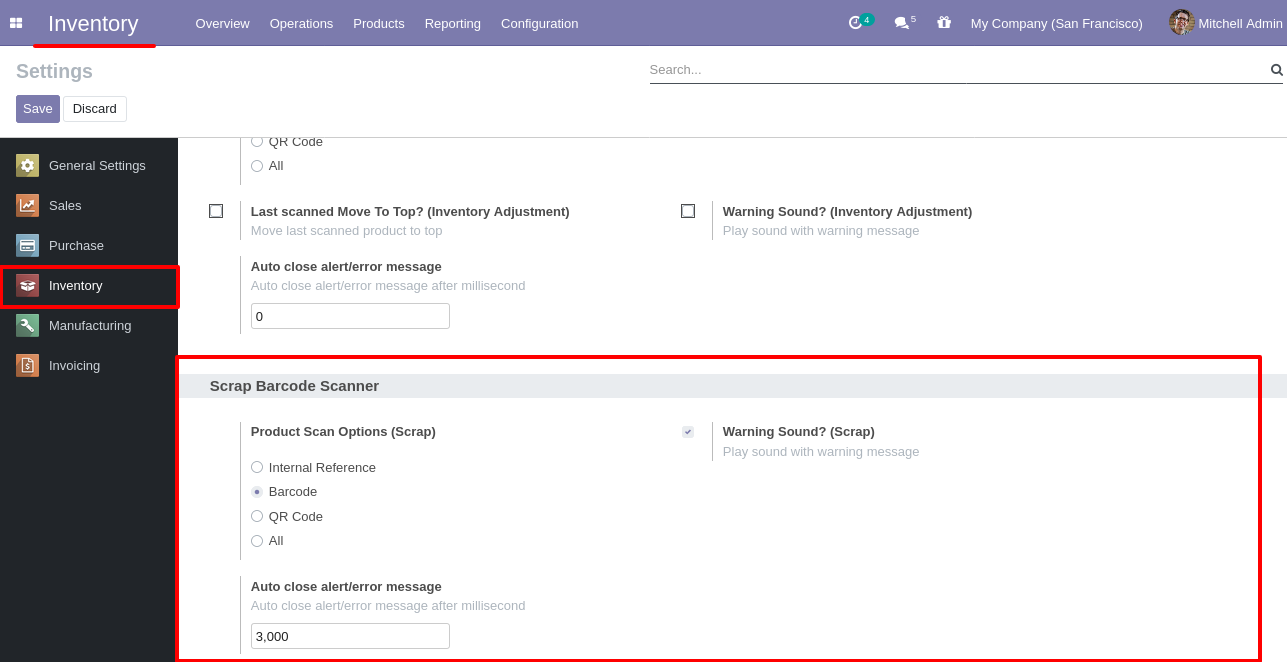 Inventory Overview Operations Products Reporting Configuration 4 5 My Company (San Francisco) Mitchell Admin
Settings
Search...
Save Discard
General Settings
Sales
Purchase
Inventory
Manufacturing
Invoicing
QR Code
All
Last scanned Move To Top? (Inventory Adjustment)
Move last scanned product to top
Warning Sound? (Inventory Adjustment)
Play sound with warning message
Auto close alert/error message
Auto close alert/error message after millisecond
0
Scrap Barcode Scanner
Product Scan Options (Scrap)
Internal Reference
Barcode
QR Code
All
Warning Sound? (Scrap)
Play sound with warning message
Auto close alert/error message
Auto close alert/error message after millisecond
3,000